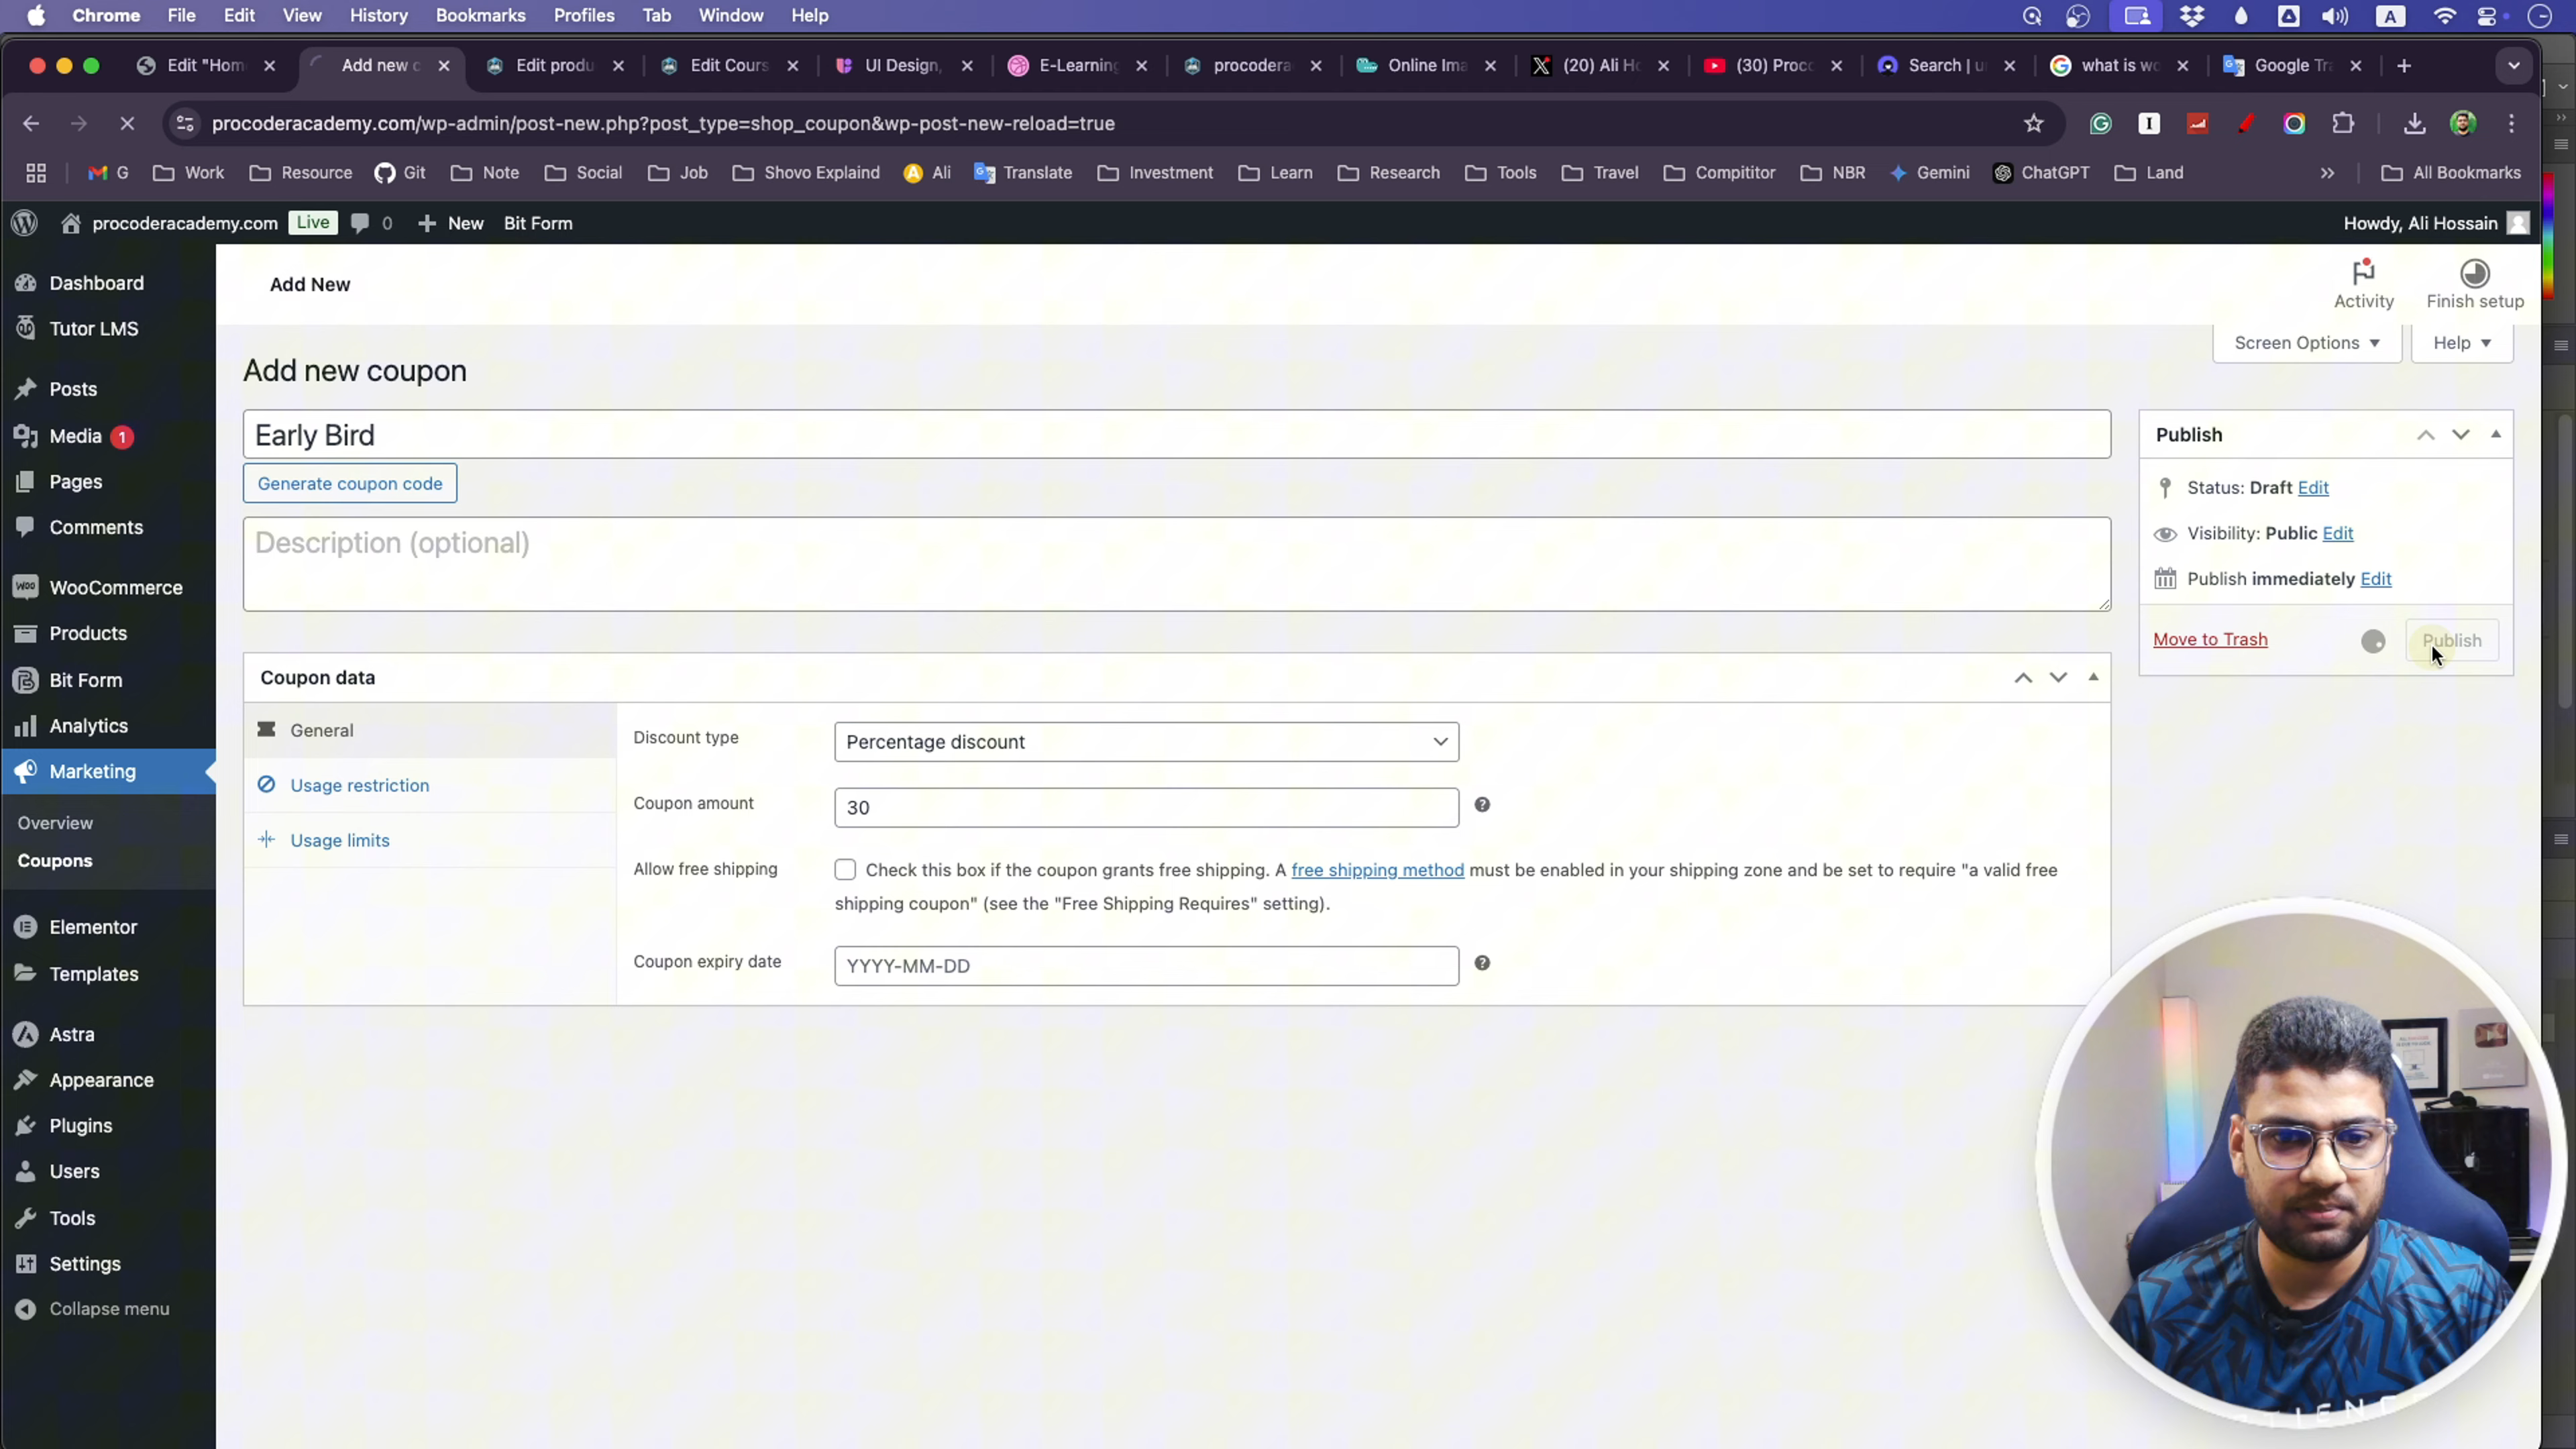 Chrome File Edit View History Bookmarks Profiles Tab Window Help
A
Edit "Hom
Add new c
Edit produ
Edit Cours
UI Design,
E-Learning
procodera
Online Ima
(20) Ali Ho
(30) Proc
Search | u
what is wo
Google Tra
procoderacademy.com/wp-admin/post-new.php?post_type=shop_coupon&wp-post-new-reload=true
G Work Resource Git Note Social Job Shovo Explaind Ali Translate Investment Learn Research Tools Travel Compititor NBR Gemini ChatGPT Land » All Bookmarks
procoderacademy.com Live 0 + New Bit Form
Howdy, Ali Hossain
Dashboard
Tutor LMS
Posts
Media 1
Pages
Comments
WooCommerce
Products
Bit Form
Analytics
Marketing
Overview
Coupons
Elementor
Templates
Astra
Appearance
Plugins
Users
Tools
Settings
Collapse menu
Add New
Activity
Finish setup
Screen Options
Help
Add new coupon
Early Bird
Generate coupon code
Description (optional)
Coupon data
General
Usage restriction
Usage limits
Discount type
Percentage discount
Coupon amount
30
Allow free shipping
Check this box if the coupon grants free shipping. A free shipping method must be enabled in your shipping zone and be set to require "a valid free
shipping coupon" (see the "Free Shipping Requires" setting).
Coupon expiry date
YYYY-MM-DD
Publish
Status: Draft Edit
Visibility: Public Edit
Publish immediately Edit
Move to Trash
Publish